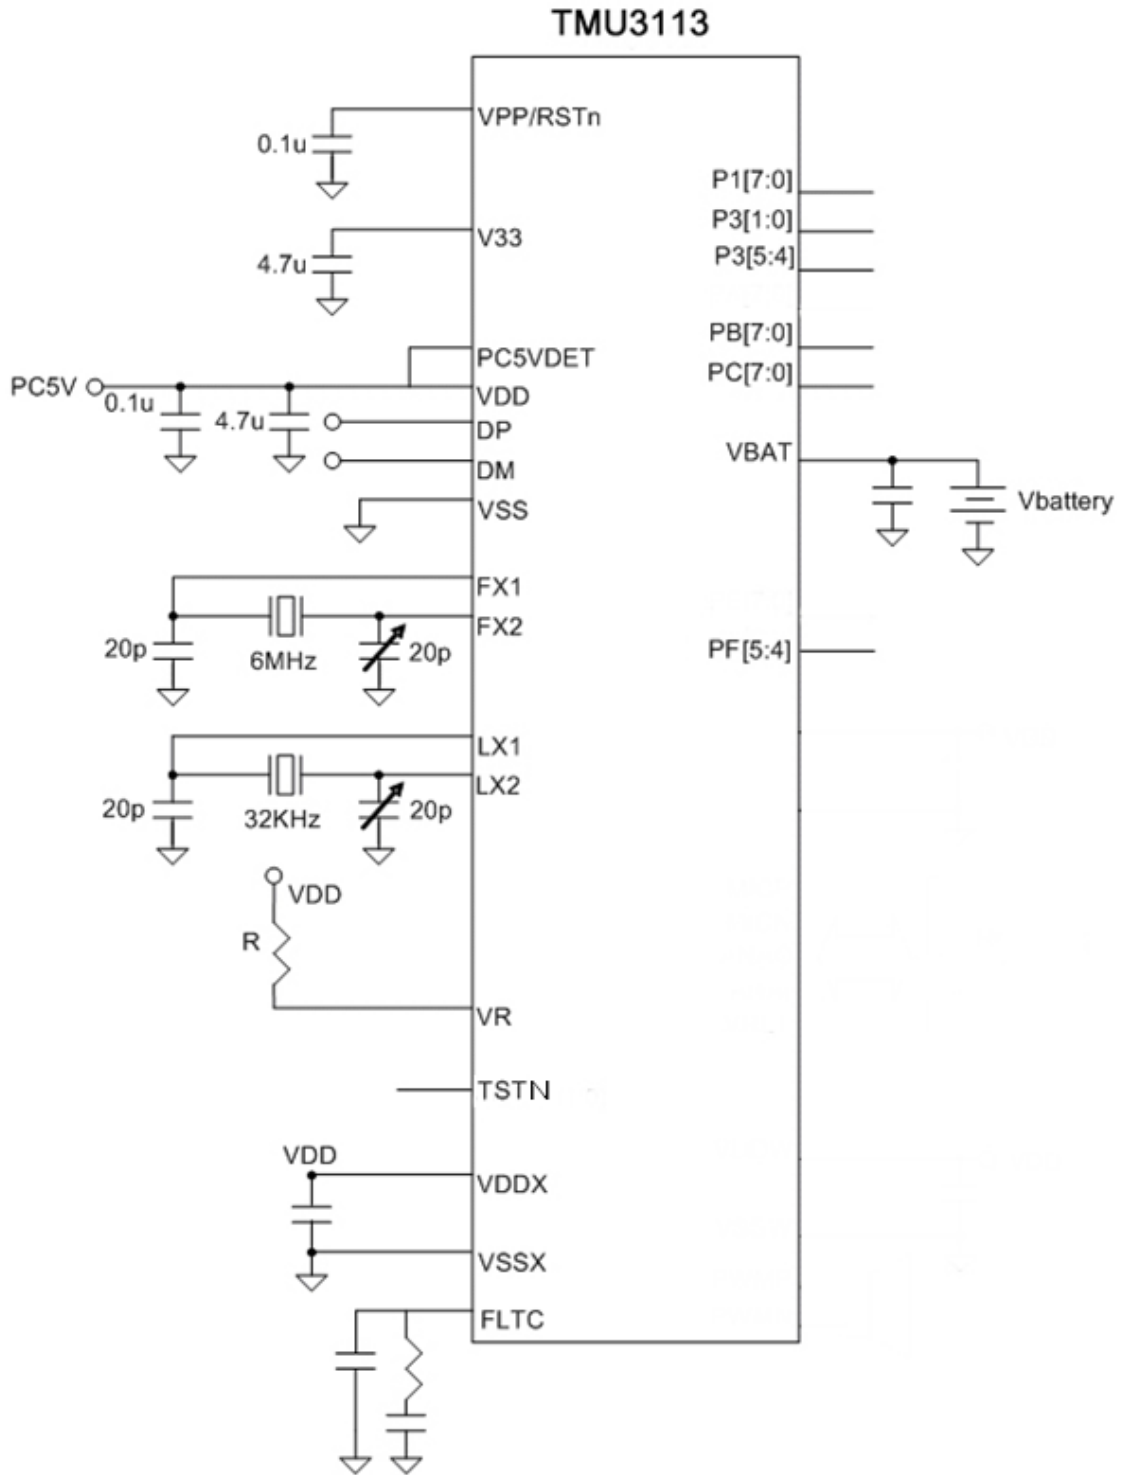 TMU3113
VPP/RSTn
0.1u
P1[7:0]
P3[1:0]
V33
P3[5:4]
4.7u
PB[7:0]
PC5VDET
PC[7:0]
PC5V
VDD
0.1u
4.7u
DP
VBAT
DM
Vbattery
VSS
FX1
FX2
20p
6MHz
20p
PF[5:4]
LX1
LX2
20p
32KHz
20p
VDD
R
VR
TSTN
VDD
VDDX
VSSX
FLTC